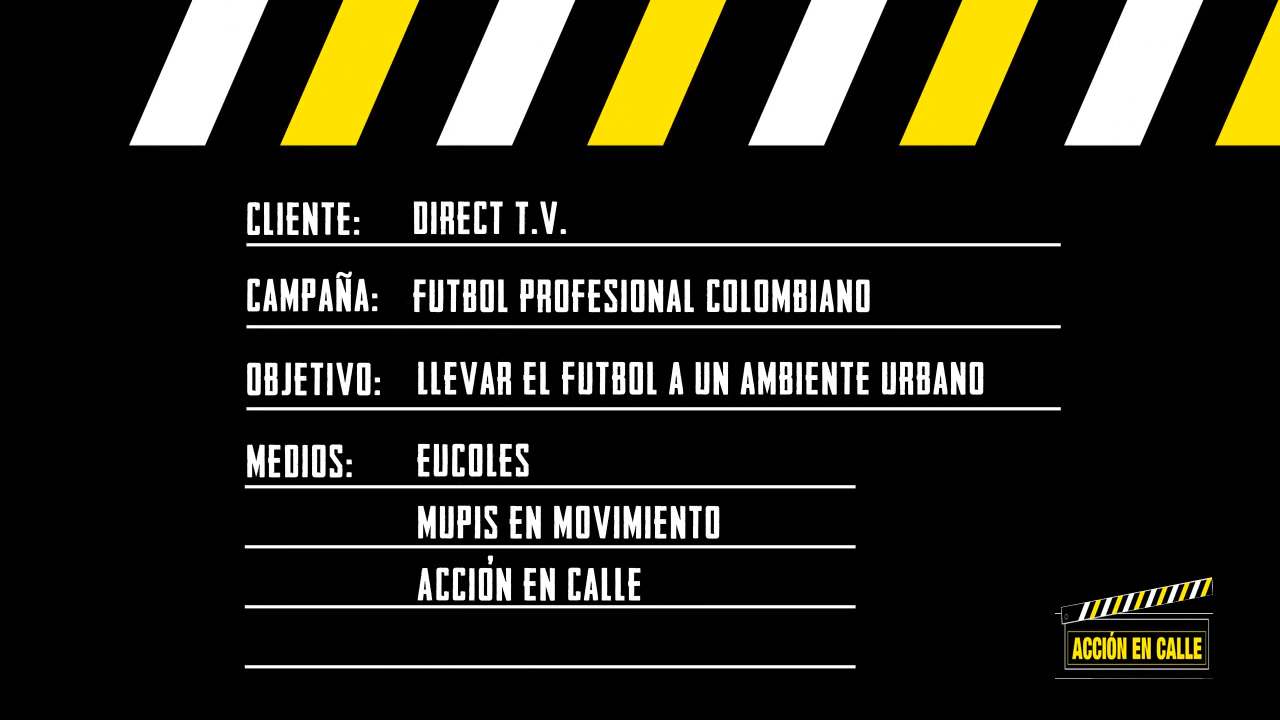 CLIENTE: DIRECT T.V.
CAMPAÑA: FUTBOL PROFESIONAL COLOMBIANO
OBJETIVO: LLEVAR EL FUTBOL A UN AMBIENTE URBANO
MEDIOS: EUCOLES
MUPIS EN MOVIMIENTO
ACCIÓN EN CALLE
ACCIÓN EN CALLE